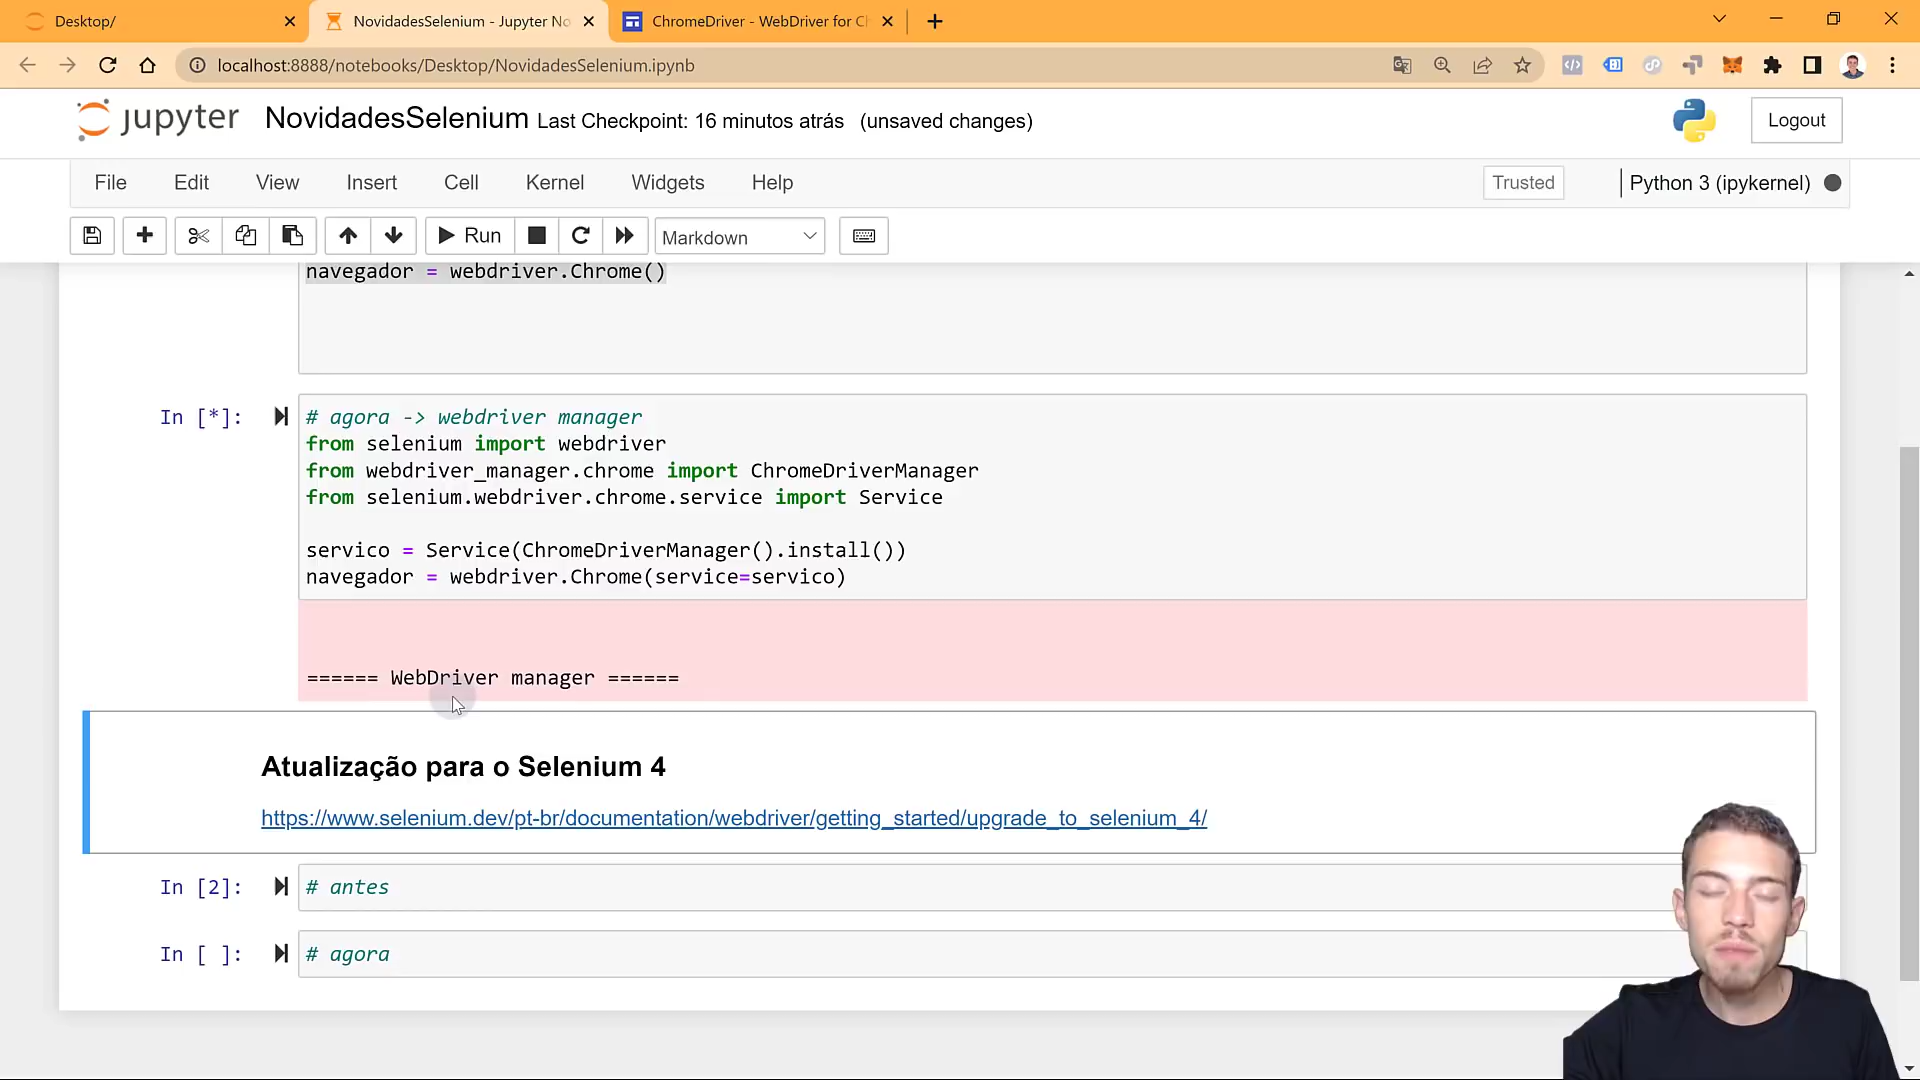 Desktop/
NovidadesSelenium - Jupyter No
ChromeDriver - WebDriver for Ch
localhost:8888/notebooks/Desktop/NovidadesSelenium.ipynb
jupyter NovidadesSelenium Last Checkpoint: 16 minutos atrás (unsaved changes)
Logout
File Edit View Insert Cell Kernel Widgets Help
Trusted
Python 3 (ipykernel)
Run
Markdown
navegador = webdriver.Chrome()
In [*]:
# agora -> webdriver manager
from selenium import webdriver
from webdriver_manager.chrome import ChromeDriverManager
from selenium.webdriver.chrome.service import Service
servico = Service(ChromeDriverManager().install())
navegador = webdriver.Chrome(service=servico)
====== WebDriver manager ======
Atualização para o Selenium 4
https://www.selenium.dev/pt-br/documentation/webdriver/getting_started/upgrade_to_selenium_4/
In [2]:
# antes
In [ ]:
# agora